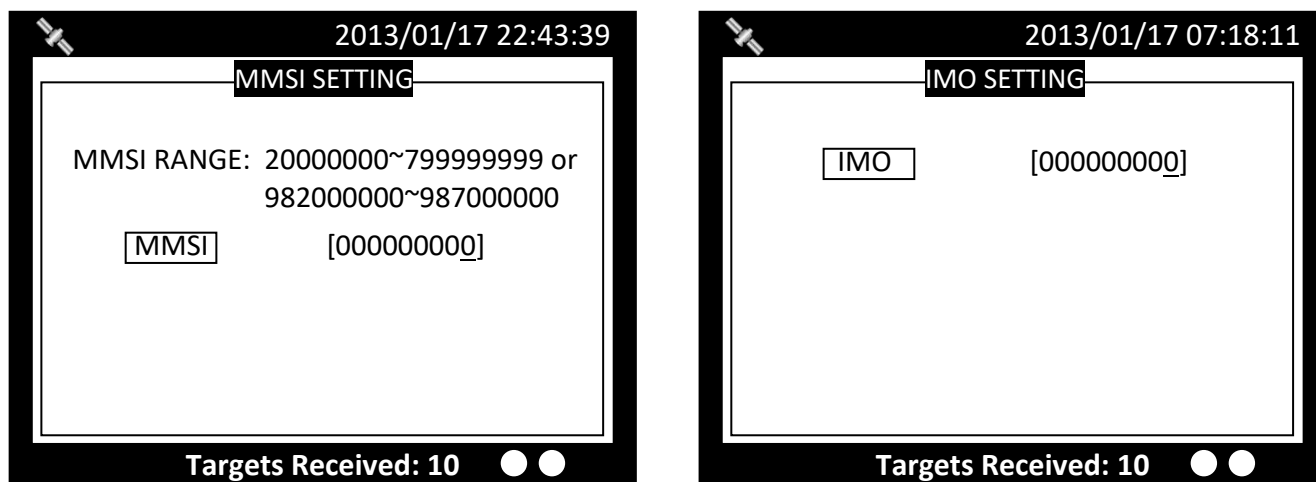 2013/01/17 22:43:39
MMSI SETTING
MMSI RANGE: 20000000~799999999 or
982000000~987000000
MMSI [000000000]
Targets Received: 10
2013/01/17 07:18:11
IMO SETTING
IMO [000000000]
Targets Received: 10